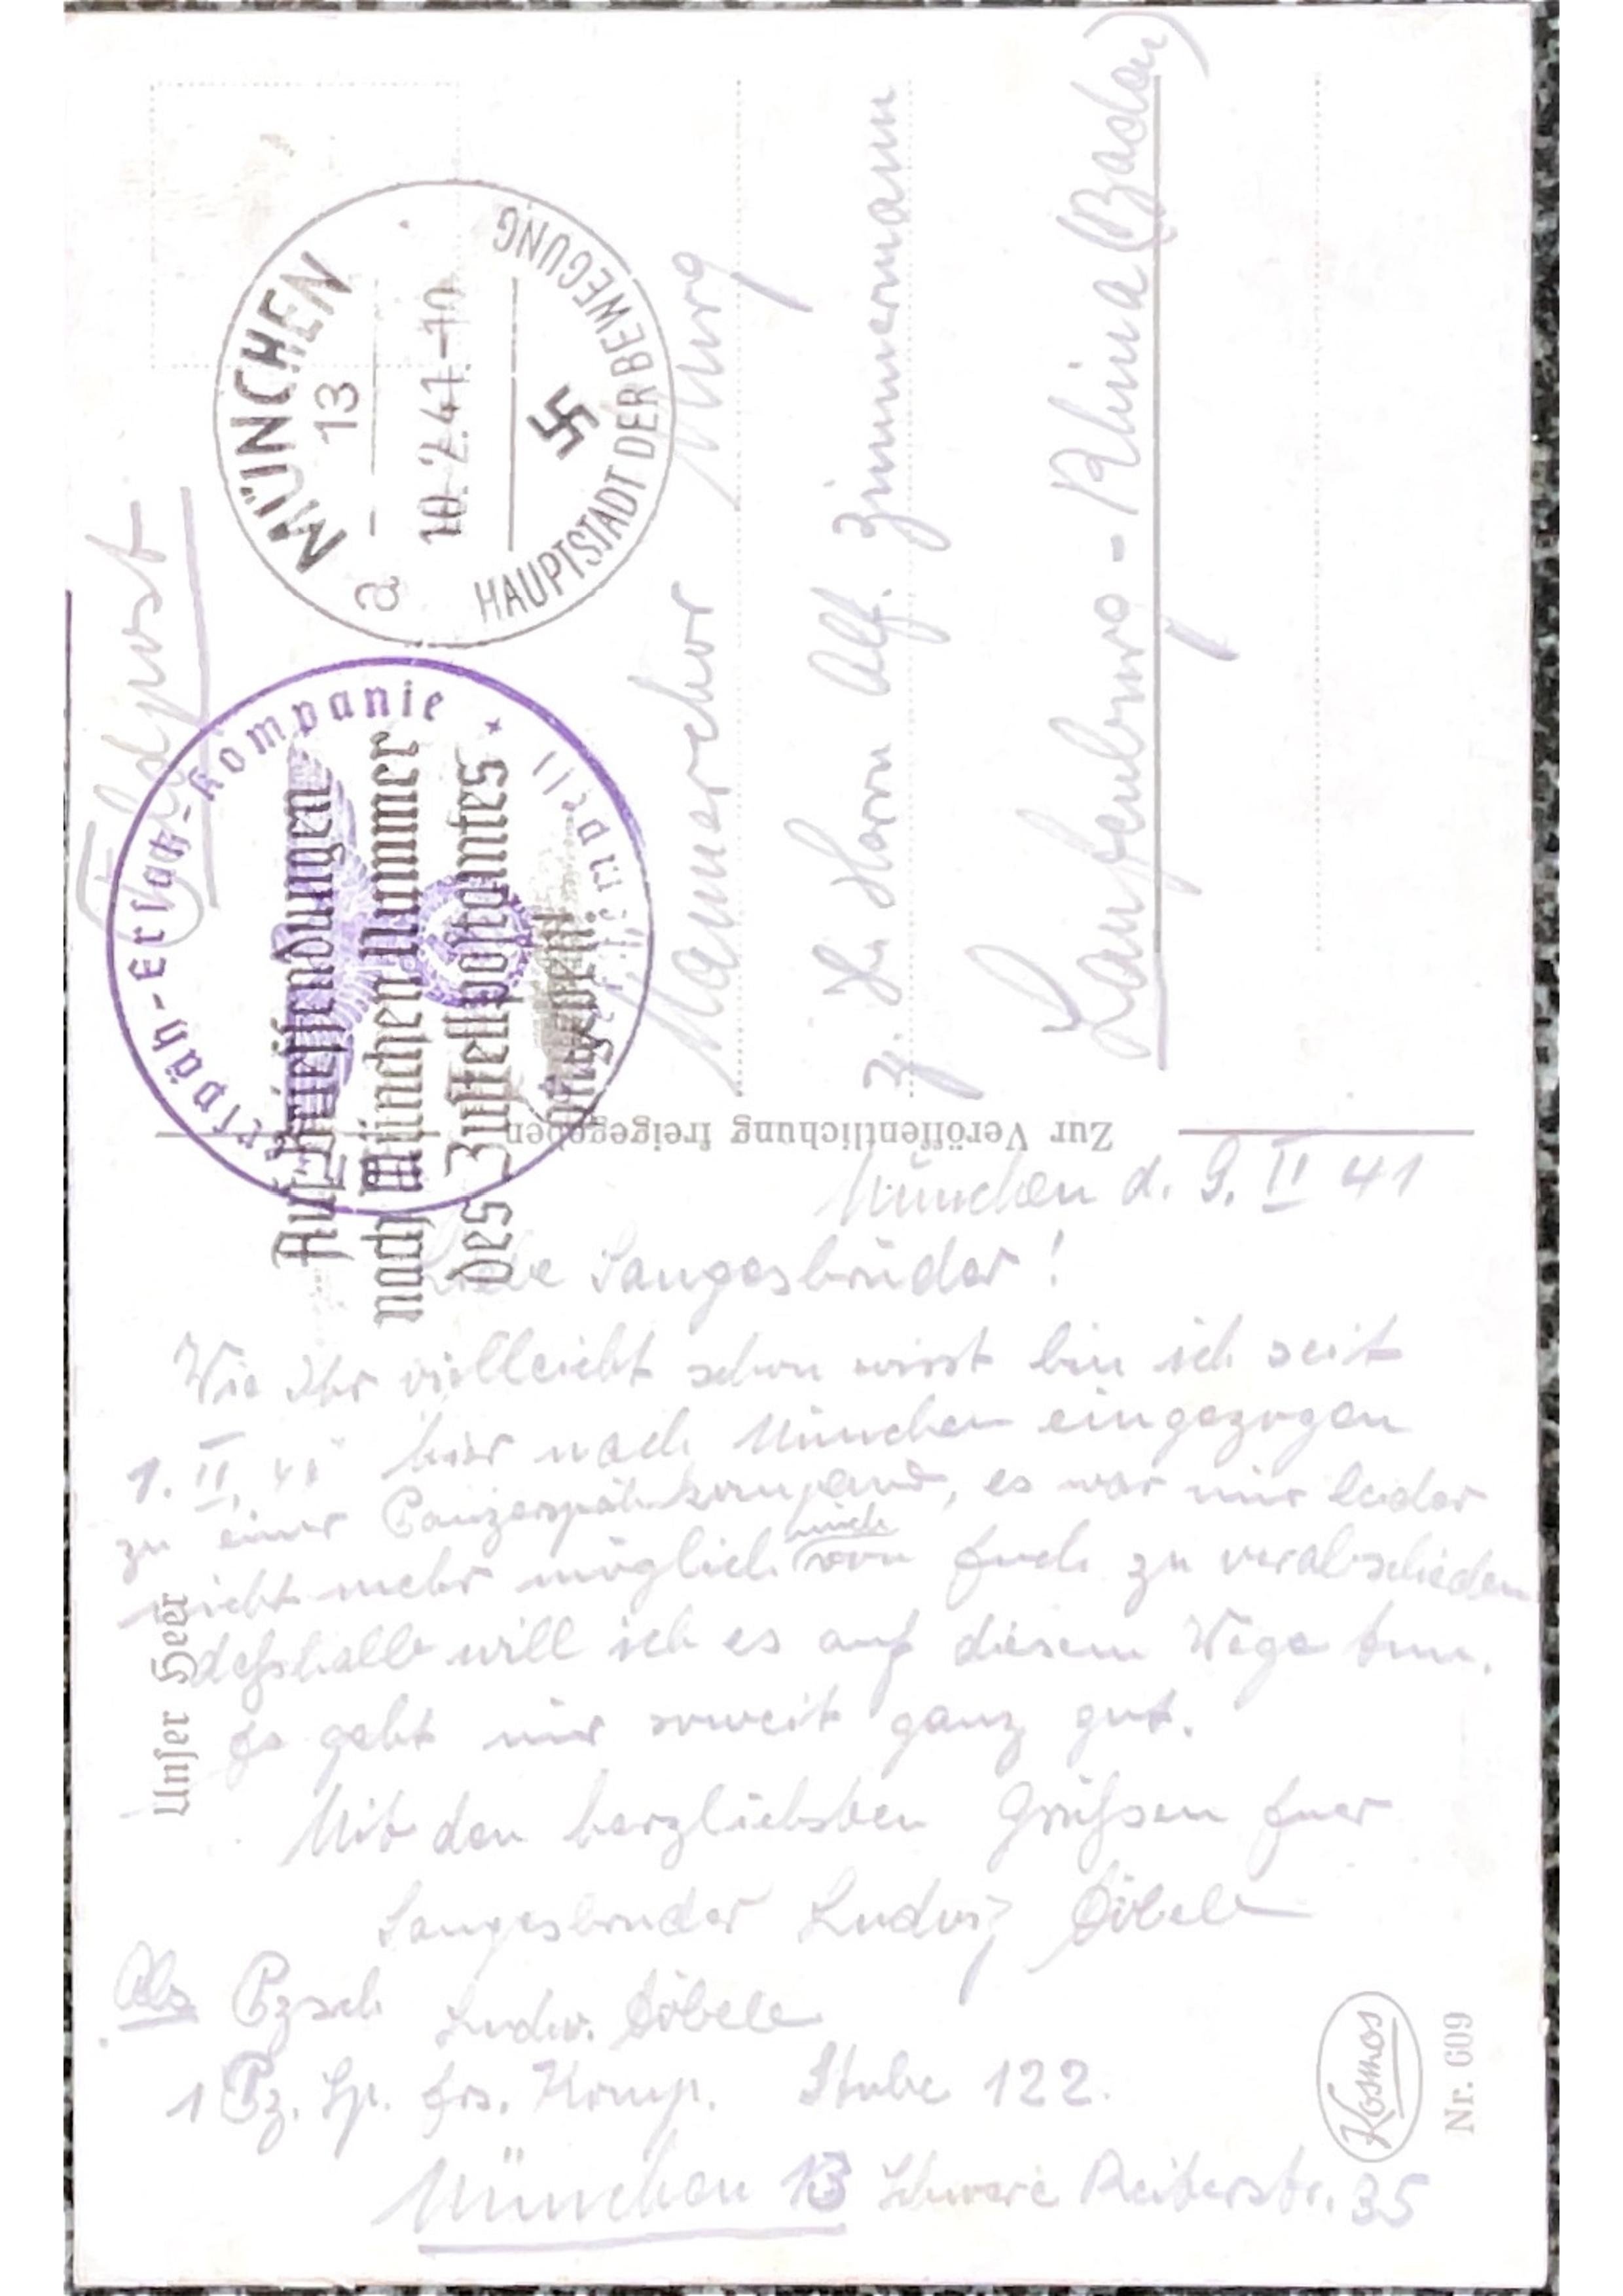 Feldpost
MÜNCHEN
13
a
10.2.41.-10
HAUPTSTADT DER BEWEGUNG
Panzerspäh-Ersatz-Kompanie
Auf Briefsendungen
nach München Nummer
des Zustellpostamtes
angeben!
Männerchor Murg
z. Hr. Herrn Alf. Zimmermann
Laufenburg - Rhina (Baden)
Zur Veröffentlichung freigegeben
München d. 9. II 41
Liebe Sangesbrüder!
Wie Ihr vielleicht schon wisst bin ich seit
1. II. 41 hier nach München eingezogen
zu einer Panzerspähkompanie, es war mir leider
nicht mehr möglich mich von Euch zu verabschieden
deßhalb will ich es auf diesem Wege tun.
Es geht mir soweit ganz gut.
Mit den herzlichsten Grüßen Euer
Sangesbruder Ludwig Döbele
Abs Pzsch Ludw. Döbele
1 Pz. Sp. Ers. Komp. Stube 122.
München 13 Schwere Reiterstr. 35
Unser Heer
Kosmos
Nr. 609